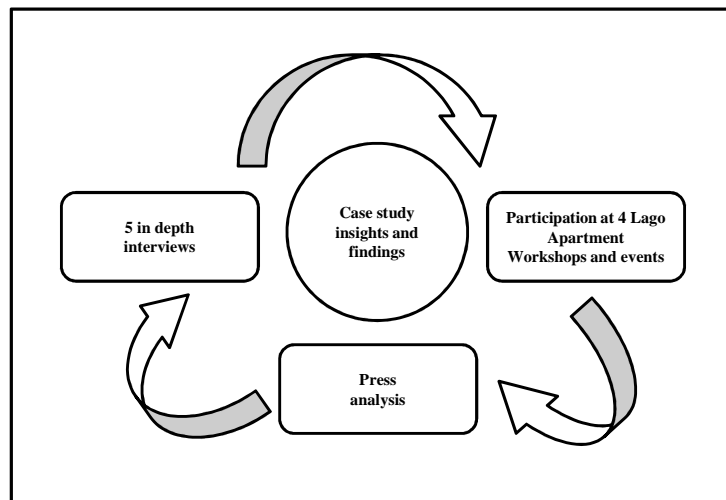 5 in depth
interviews
Case study
insights and
findings
Participation at 4 Lago
Apartment
Workshops and events
Press
analysis